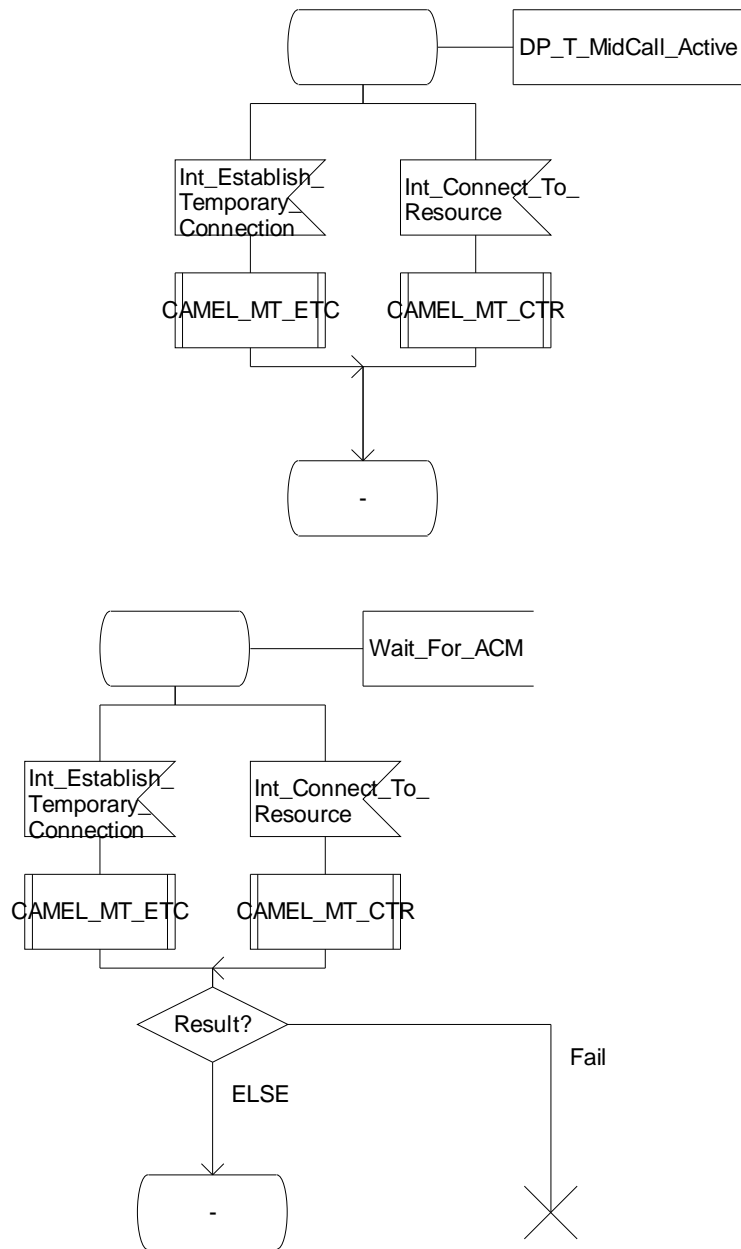 DP_T_MidCall_Active
Int_Establish_
Temporary_
Connection
Int_Connect_To_
Resource
CAMEL_MT_ETC
CAMEL_MT_CTR
-
Wait_For_ACM
Int_Establish_
Temporary_
Connection
Int_Connect_To_
Resource
CAMEL_MT_ETC
CAMEL_MT_CTR
Result?
Fail
ELSE
-